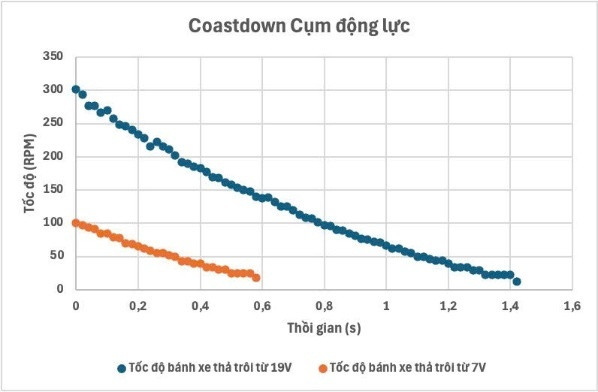 Coastdown Cụm động lực
350
300
250
200
150
100
50
0
Tốc độ (RPM)
0 0,2 0,4 0,6 0,8 1 1,2 1,4 1,6
Thồi gian (s)
Tốc độ bánh xe thả trôi từ 19V Tốc độ bánh xe thả trôi từ 7V